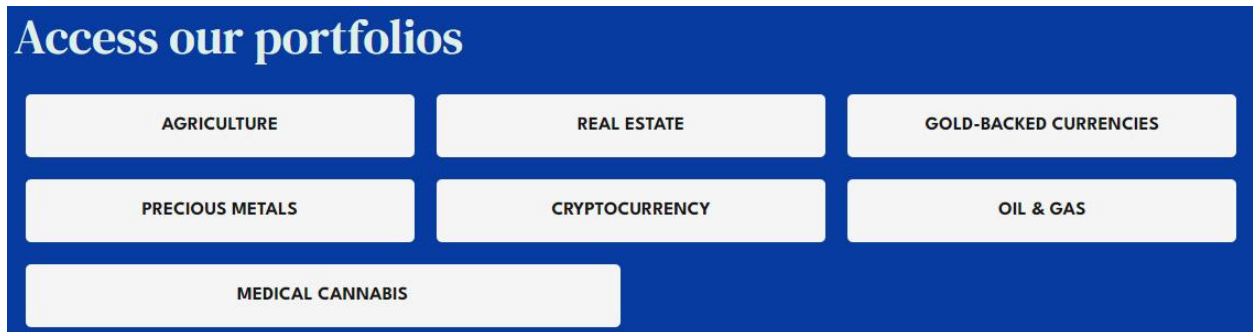 Access our portfolios
AGRICULTURE
REAL ESTATE
GOLD-BACKED CURRENCIES
PRECIOUS METALS
CRYPTOCURRENCY
OIL & GAS
MEDICAL CANNABIS